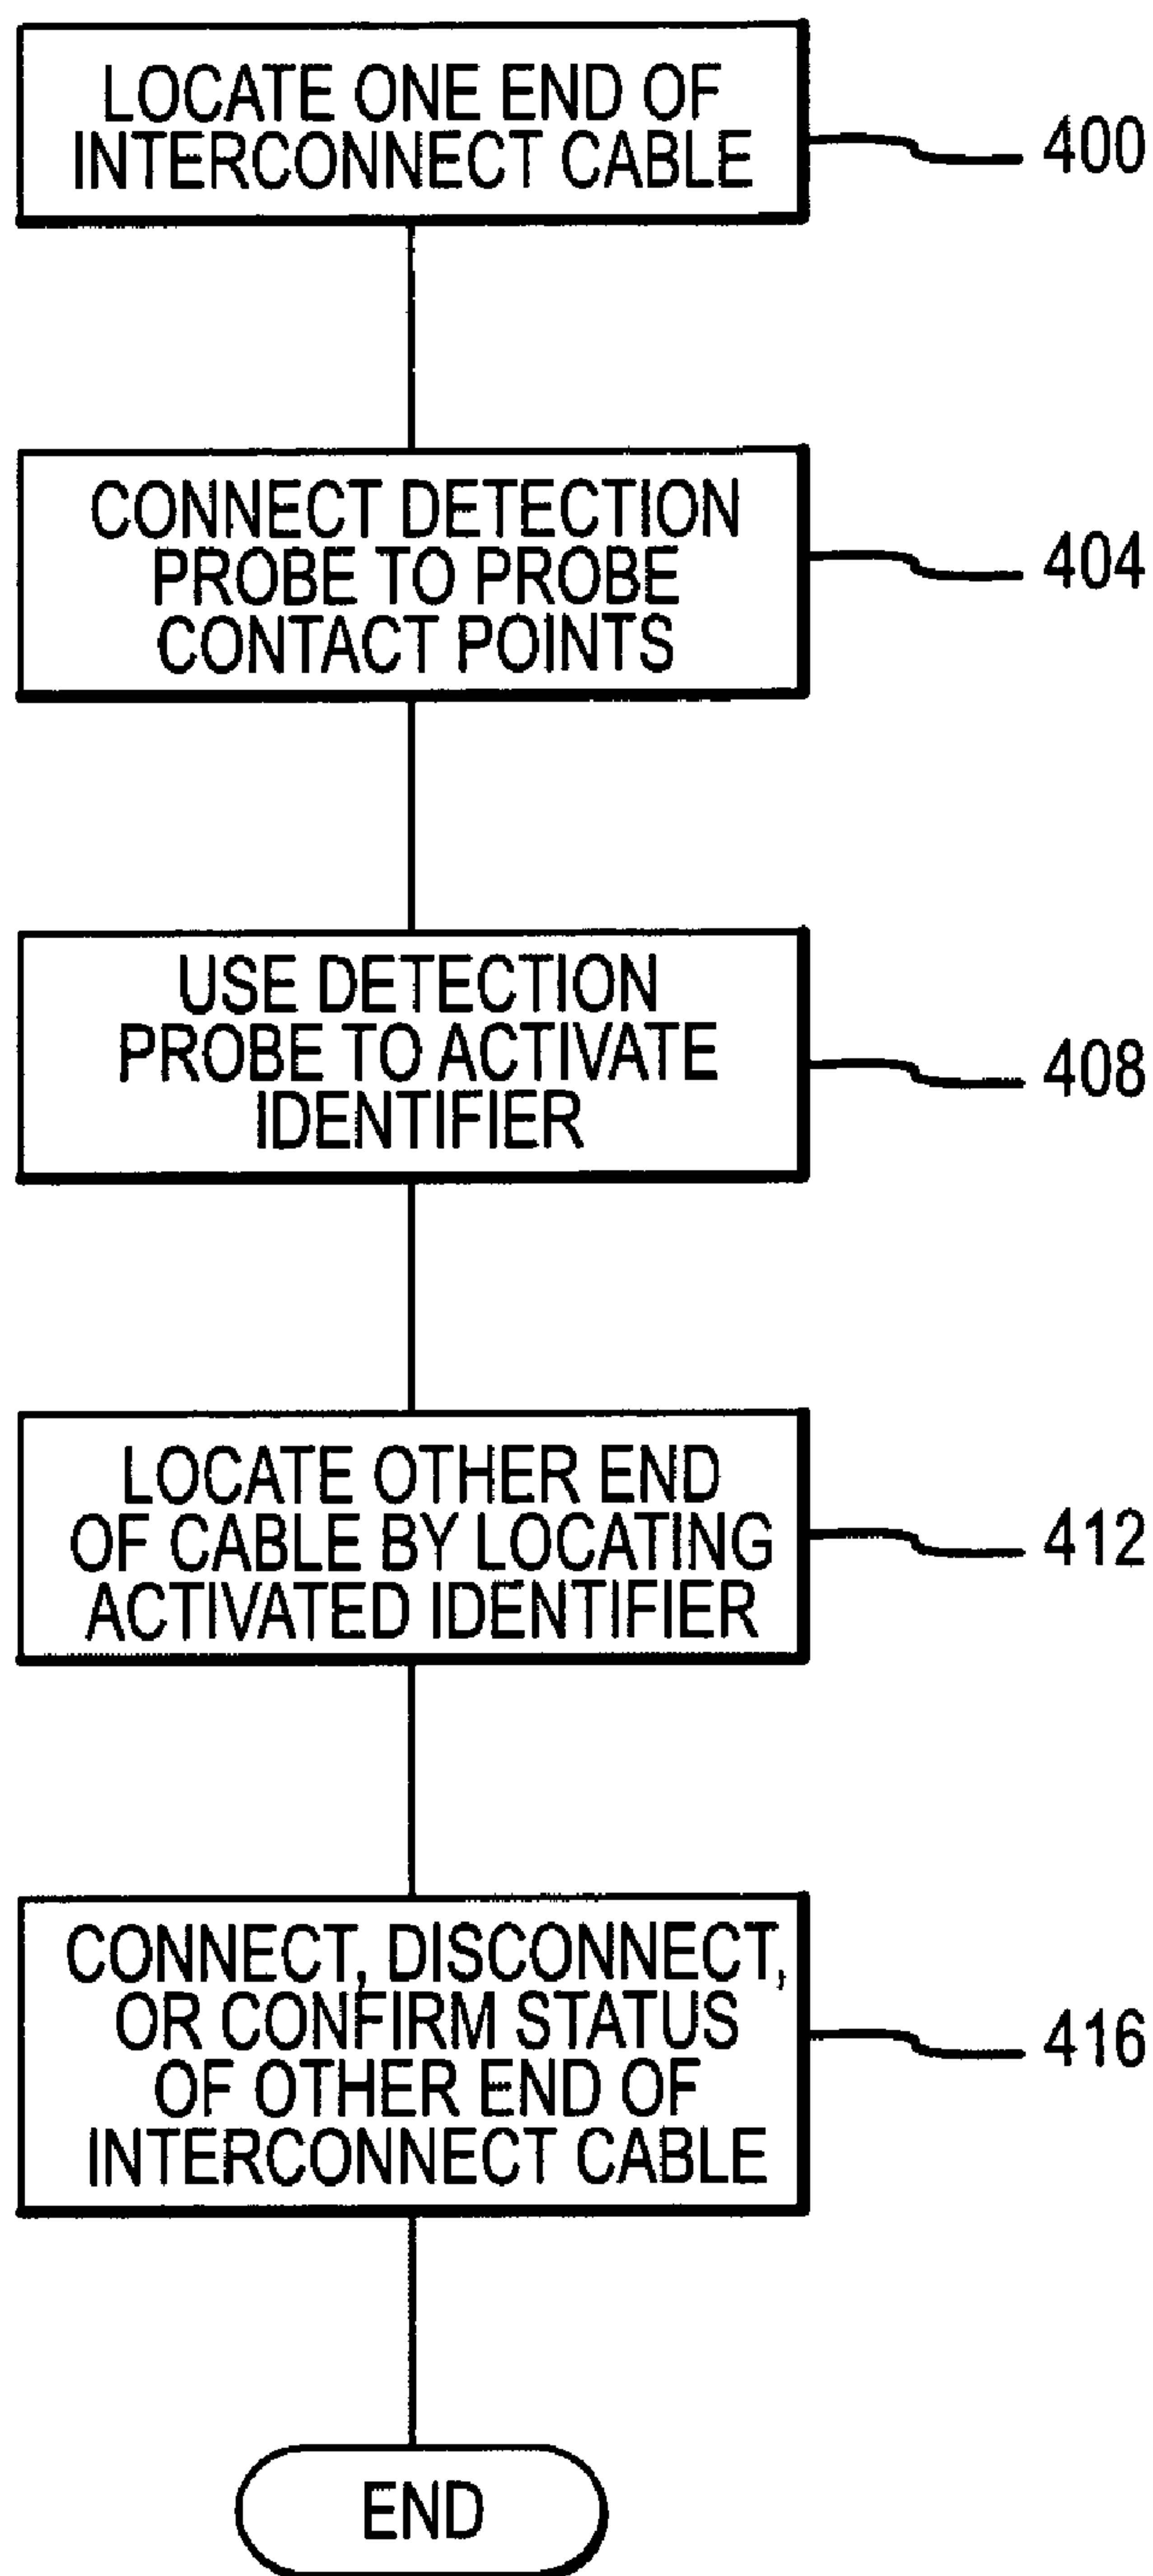 LOCATE ONE END OF
INTERCONNECT CABLE
400
CONNECT DETECTION
PROBE TO PROBE
CONTACT POINTS
404
USE DETECTION
PROBE TO ACTIVATE
IDENTIFIER
408
LOCATE OTHER END
OF CABLE BY LOCATING
ACTIVATED IDENTIFIER
412
CONNECT, DISCONNECT,
OR CONFIRM STATUS
OF OTHER END OF
INTERCONNECT CABLE
416
END